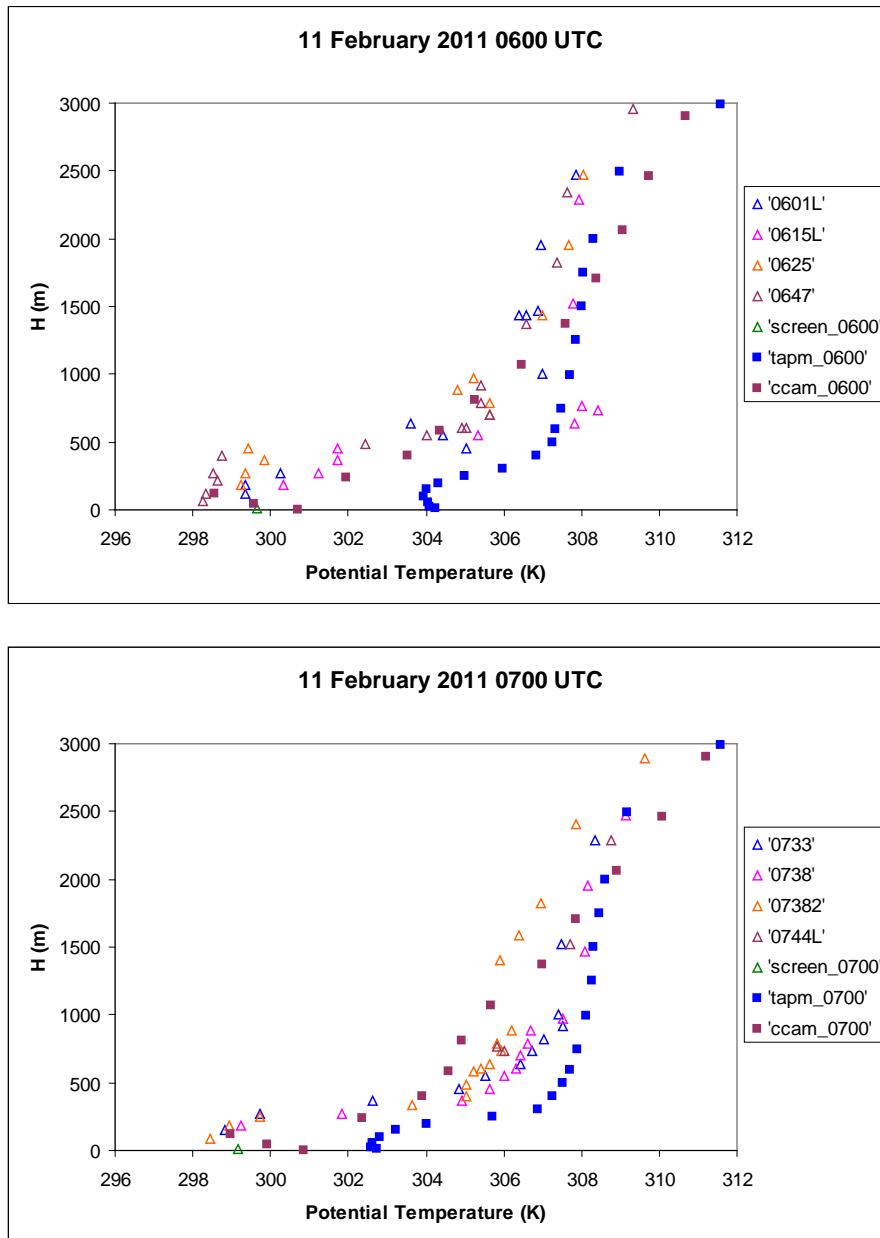 11 February 2011 0600 UTC
3000
2500
2000
1500
1000
500
0
H (m)
296 298 300 302 304 306 308 310 312
Potential Temperature (K)
'0601L'
'0615L'
'0625'
'0647'
'screen_0600'
'tapm_0600'
'ccam_0600'
11 February 2011 0700 UTC
3000
2500
2000
1500
1000
500
0
H (m)
296 298 300 302 304 306 308 310 312
Potential Temperature (K)
'0733'
'0738'
'07382'
'0744L'
'screen_0700'
'tapm_0700'
'ccam_0700'